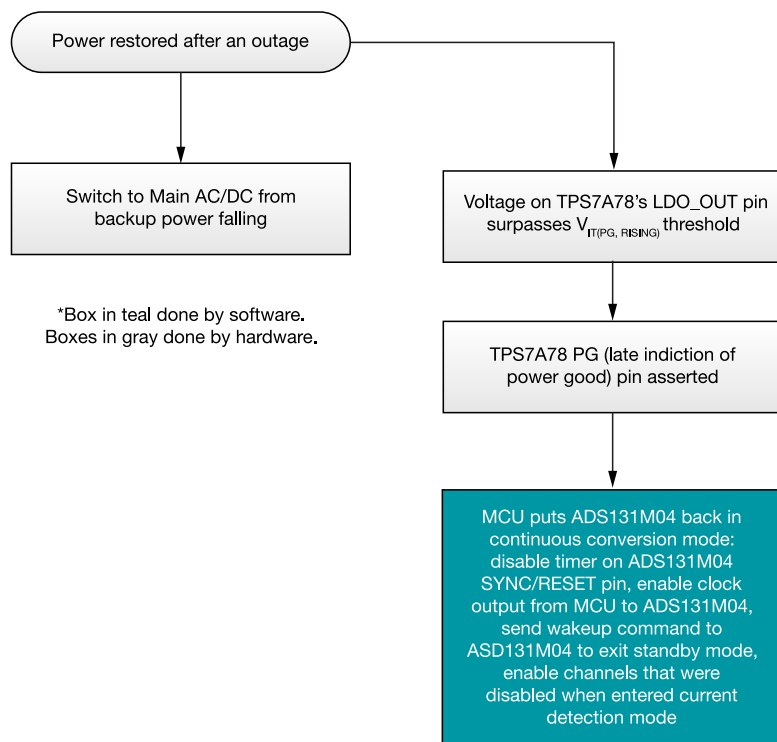 Power restored after an outage
Switch to Main AC/DC from
backup power falling
*Box in teal done by software.
Boxes in gray done by hardware.
Voltage on TPS7A78's LDO_OUT pin
surpasses VIT(PG, RISING) threshold
TPS7A78 PG (late indiction of
power good) pin asserted
MCU puts ADS131M04 back in
continuous conversion mode:
disable timer on ADS131M04
SYNC/RESET pin, enable clock
output from MCU to ADS131M04,
send wakeup command to
ASD131M04 to exit standby mode,
enable channels that were
disabled when entered current
detection mode